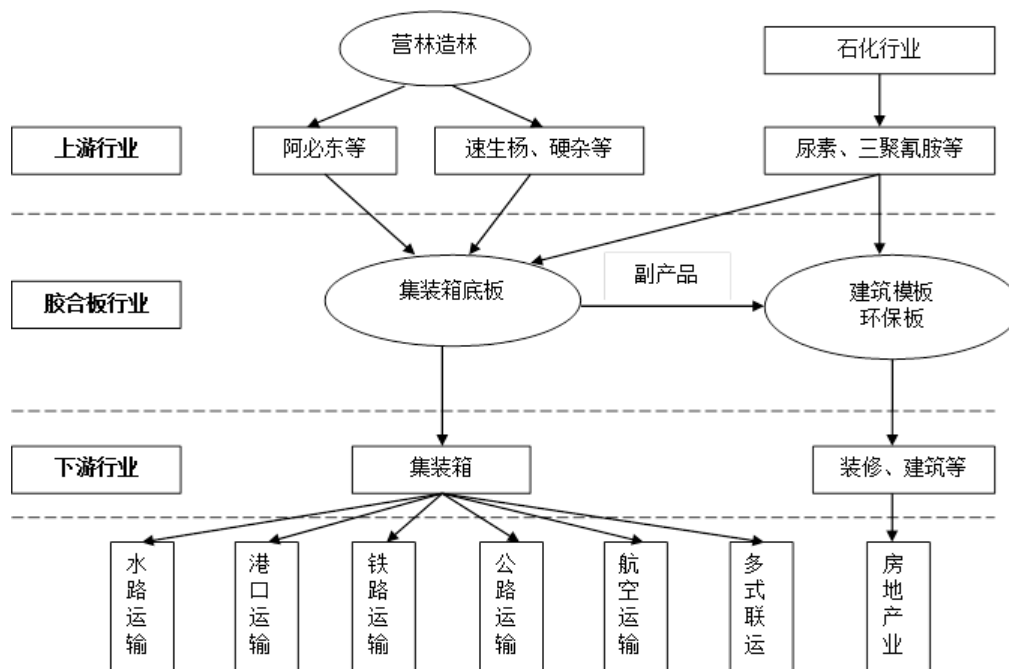 营林造林
石化行业
上游行业
阿必东等
速生杨、硬杂等
尿素、三聚氰胺等
胶合板行业
集装箱底板
副产品
建筑模板
环保板
下游行业
集装箱
装修、建筑等
水路运输
港口运输
铁路运输
公路运输
航空运输
多式联运
房地产业